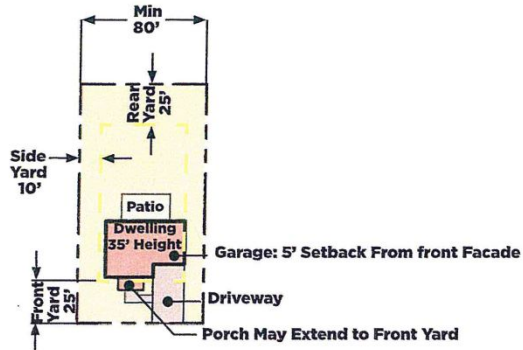 Min
80'
Rear
Yard
25'
Side
Yard
10'
Patio
Dwelling
35' Height
Garage: 5' Setback From front Facade
Front
Yard
25'
Driveway
Porch May Extend to Front Yard